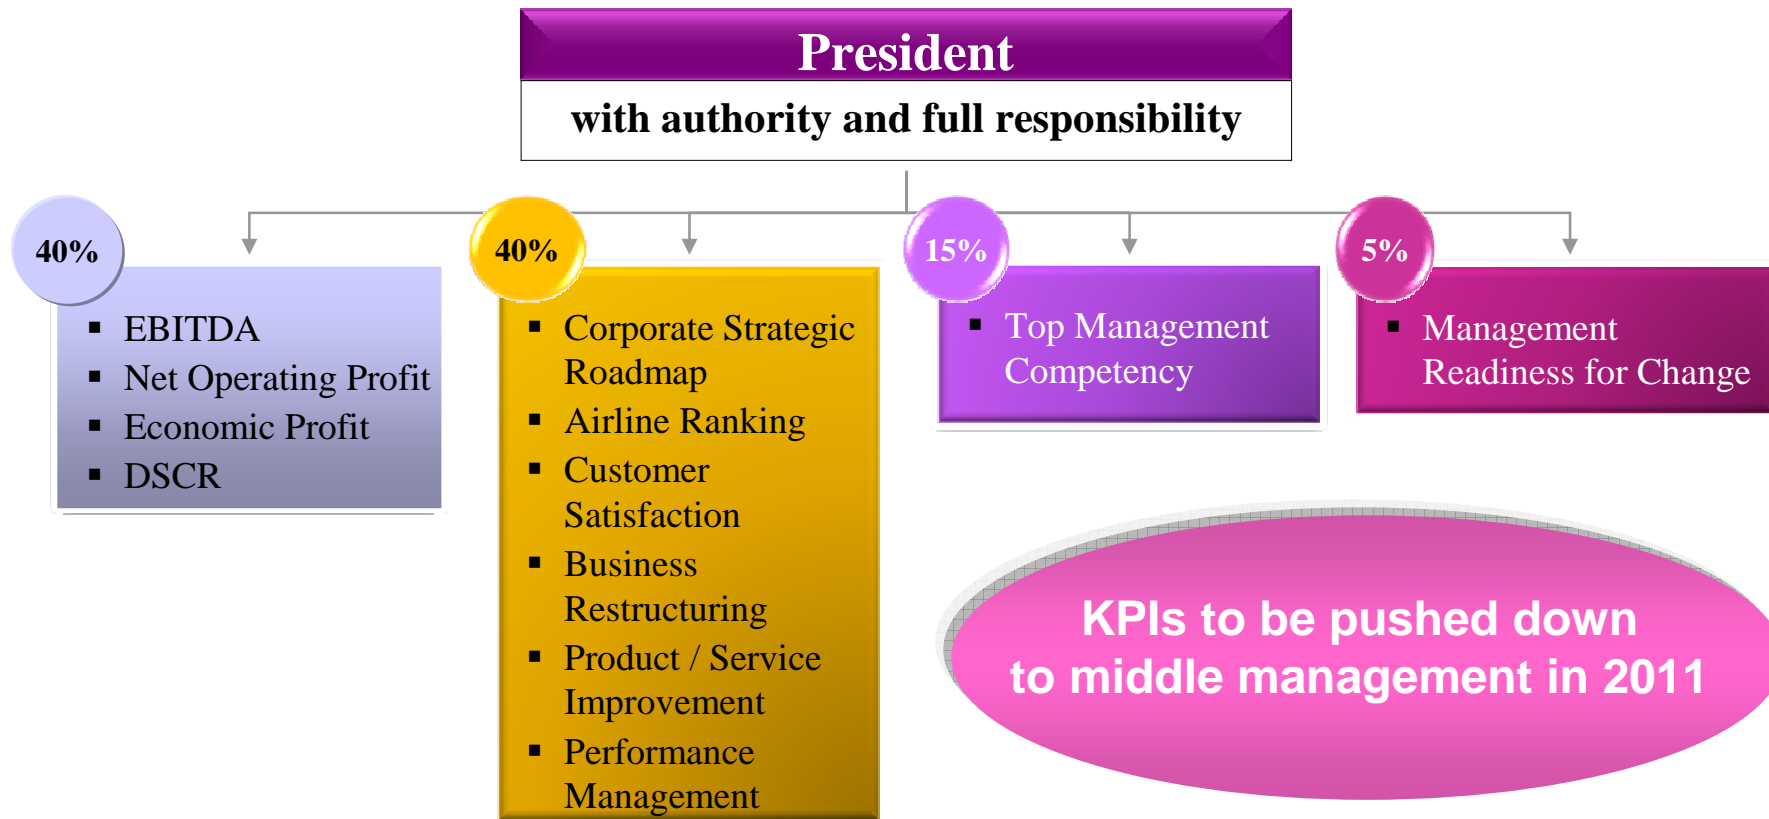 President
with authority and full responsibility
40%
▪ EBITDA
▪ Net Operating Profit
▪ Economic Profit
▪ DSCR
40%
▪ Corporate Strategic
Roadmap
▪ Airline Ranking
▪ Customer
Satisfaction
▪ Business
Restructuring
▪ Product / Service
Improvement
▪ Performance
Management
15%
▪ Top Management
Competency
5%
▪ Management
Readiness for Change
KPIs to be pushed down
to middle management in 2011